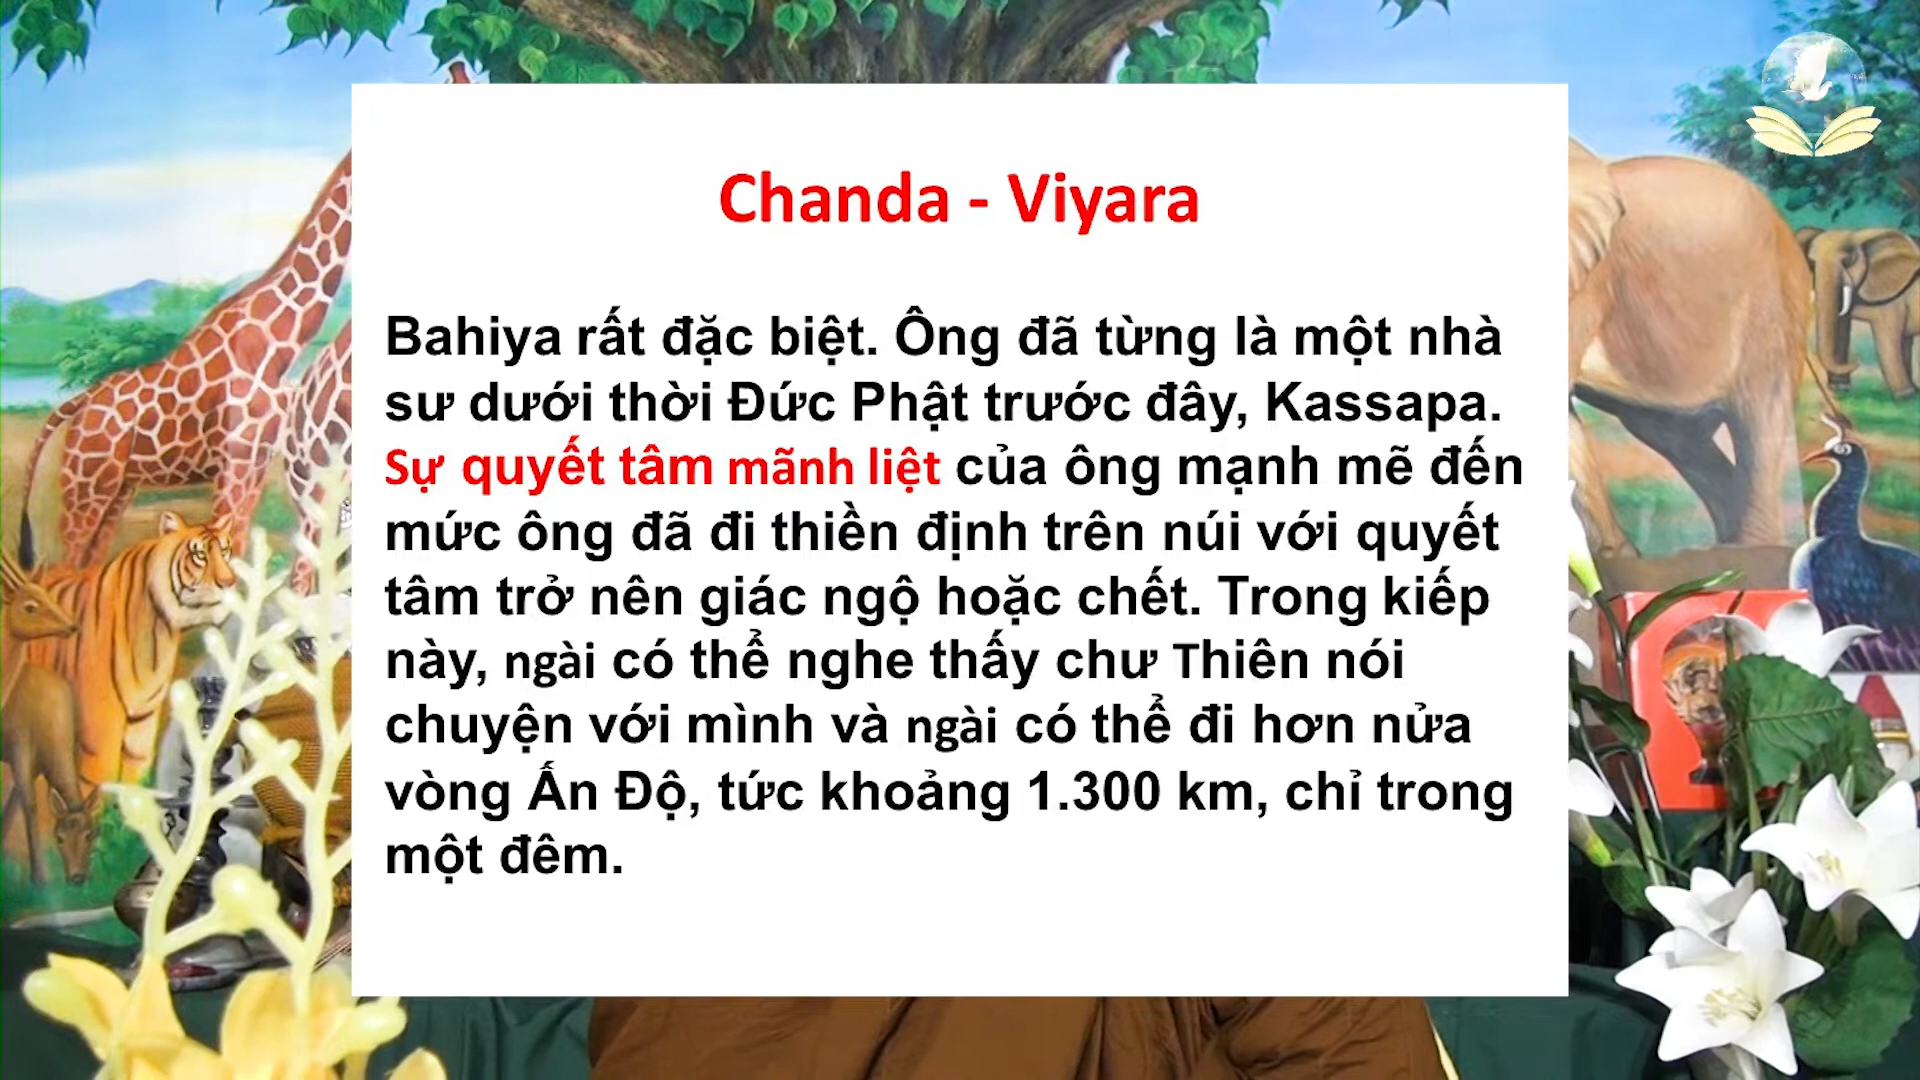 Chanda - Viyara
Bahiya rất đặc biệt. Ông đã từng là một nhà
sư dưới thời Đức Phật trước đây, Kassapa.
Sự quyết tâm mãnh liệt của ông mạnh mẽ đến
mức ông đã đi thiền định trên núi với quyết
tâm trở nên giác ngộ hoặc chết. Trong kiếp
này, ngài có thể nghe thấy chư Thiên nói
chuyện với mình và ngài có thể đi hơn nửa
vòng Ấn Độ, tức khoảng 1.300 km, chỉ trong
một đêm.